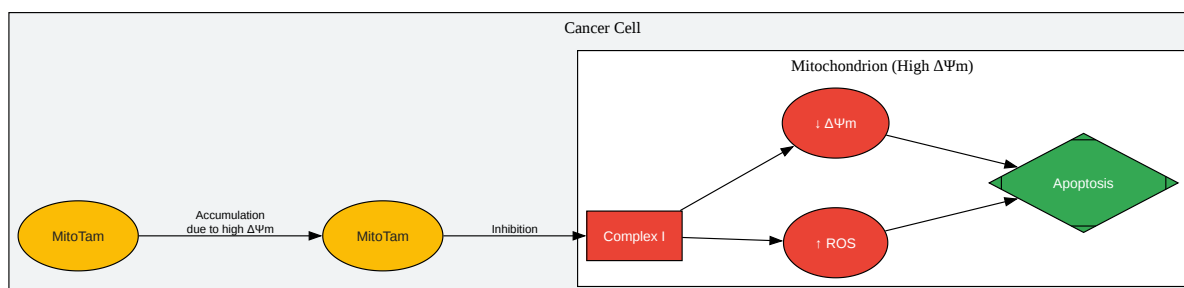 Cancer Cell
Mitochondrion (High ΔΨm)
↓ ΔΨm
Apoptosis
MitoTam
Accumulation
due to high ΔΨm
MitoTam
Inhibition
Complex I
↑ ROS